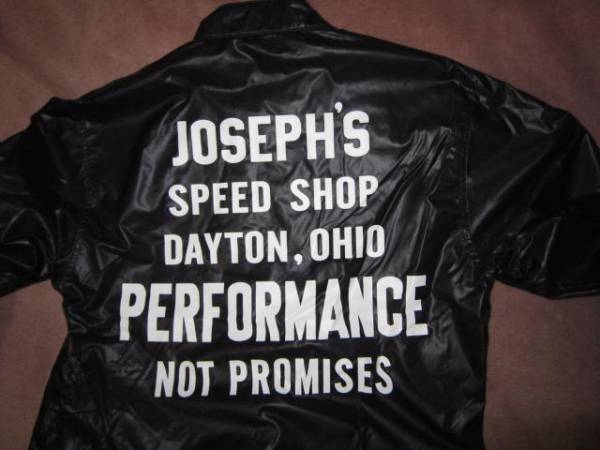 JOSEPH'S
SPEED SHOP
DAYTON, OHIO
PERFORMANCE
NOT PROMISES